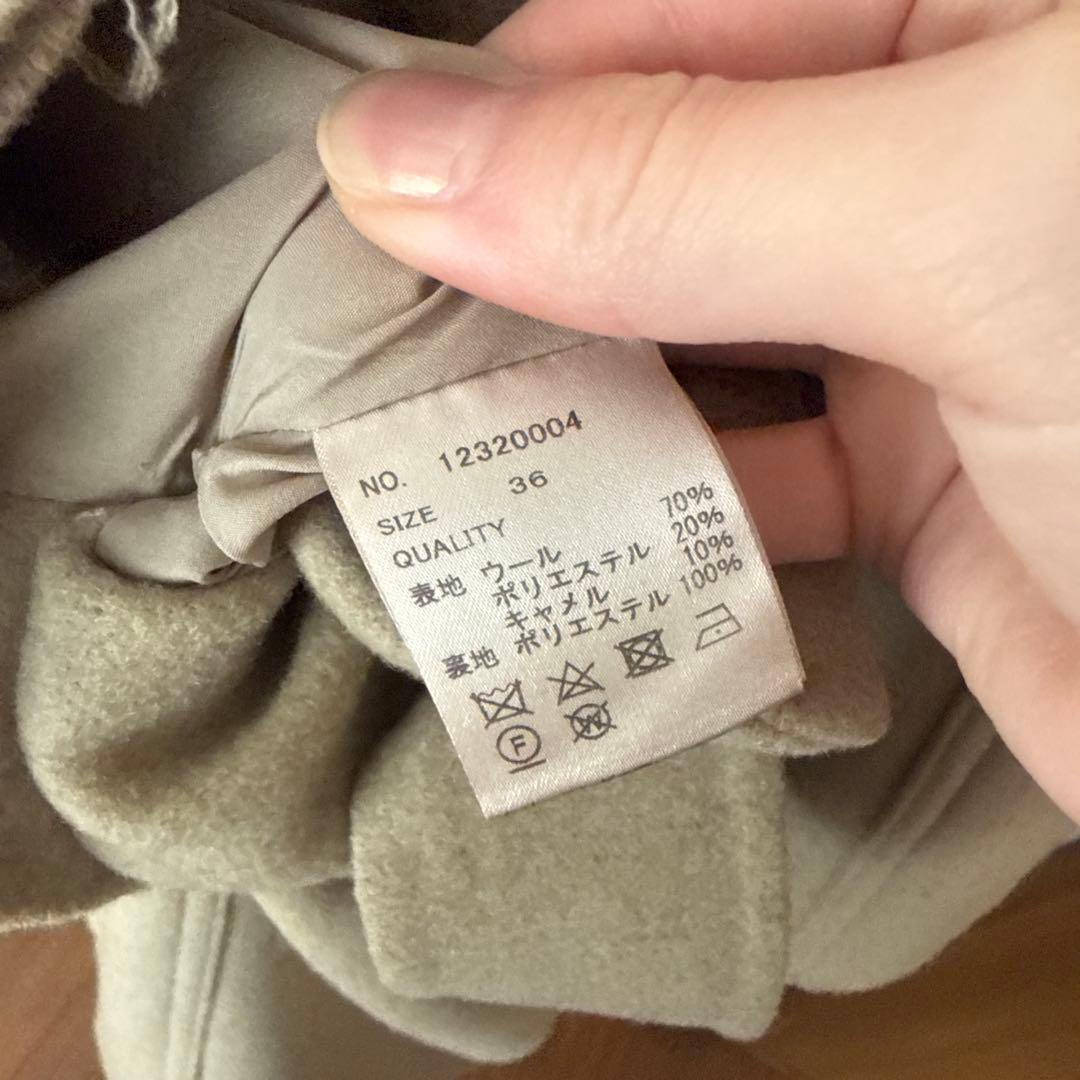 NO. 12320004
SIZE 36
QUALITY
表地 ウール 70%
ポリエステル 20%
キャメル 10%
裏地 ポリエステル 100%
F W